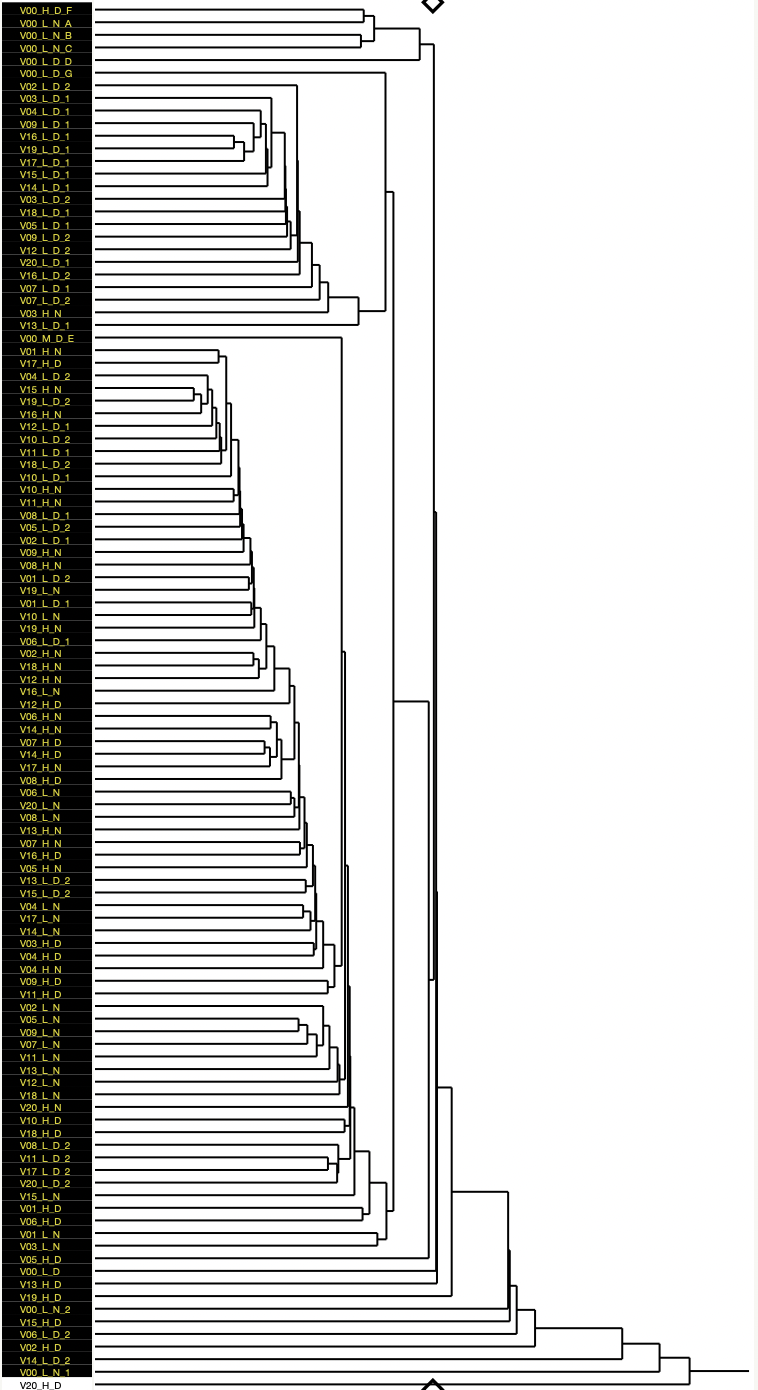 V00_H_D_F
V00_L_N_A
V00_L_N_B
V00_L_N_C
V00_L_D_D
V00_L_D_G
V02_L_D_2
V03_L_D_1
V04_L_D_1
V09_L_D_1
V16_L_D_1
V19_L_D_1
V17_L_D_1
V15_L_D_1
V14_L_D_1
V03_L_D_2
V18_L_D_1
V05_L_D_1
V09_L_D_2
V12_L_D_2
V20_L_D_1
V16_L_D_2
V07_L_D_1
V07_L_D_2
V03_H_N
V13_L_D_1
V00_M_D_E
V01_H_N
V17_H_D
V04_L_D_2
V15_H_N
V19_L_D_2
V16_H_N
V12_L_D_1
V10_L_D_2
V11_L_D_1
V18_L_D_2
V10_L_D_1
V10_H_N
V11_H_N
V08_L_D_1
V05_L_D_2
V02_L_D_1
V09_H_N
V08_H_N
V01_L_D_2
V19_L_N
V01_L_D_1
V10_L_N
V19_H_N
V06_L_D_1
V02_H_N
V18_H_N
V12_H_N
V16_L_N
V12_H_D
V06_H_N
V14_H_N
V07_H_D
V14_H_D
V17_H_N
V08_H_D
V06_L_N
V20_L_N
V08_L_N
V13_H_N
V07_H_N
V16_H_D
V05_H_N
V13_L_D_2
V15_L_D_2
V04_L_N
V17_L_N
V14_L_N
V03_H_D
V04_H_D
V04_H_N
V09_H_D
V11_H_D
V02_L_N
V05_L_N
V09_L_N
V07_L_N
V11_L_N
V13_L_N
V12_L_N
V18_L_N
V20_H_N
V10_H_D
V18_H_D
V08_L_D_2
V11_L_D_2
V17_L_D_2
V20_L_D_2
V15_L_N
V01_H_D
V06_H_D
V01_L_N
V03_L_N
V05_H_D
V00_L_D
V13_H_D
V19_H_D
V00_L_N_2
V15_H_D
V06_L_D_2
V02_H_D
V14_L_D_2
V00_L_N_1
V20_H_D